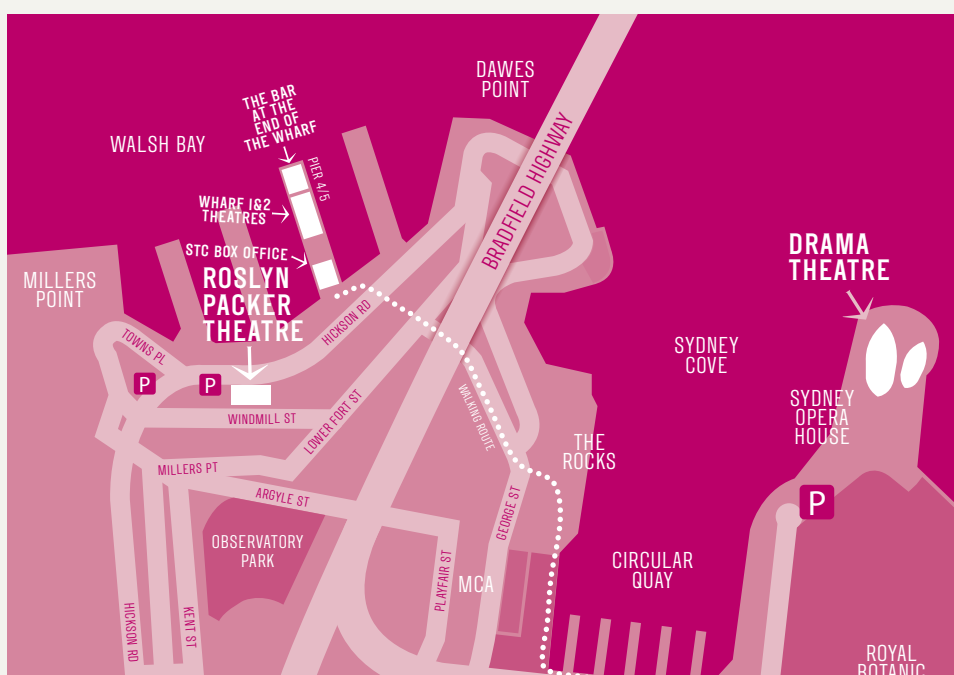 DAWES
POINT
THE BAR
AT THE
END OF
THE WHARF
WALSH BAY
PIER 4/5
BRADFIELD HIGHWAY
WHARF 1&2
THEATRES
STC BOX OFFICE
DRAMA
THEATRE
MILLERS
POINT
ROSLYN
PACKER
THEATRE
HICKSON RD
TOWNS PL
SYDNEY
COVE
P
P
WINDMILL ST
LOWER FORT ST
WALKING ROUTE
SYDNEY
OPERA
HOUSE
THE
ROCKS
MILLERS PT
ARGYLE ST
GEORGE ST
P
OBSERVATORY
PARK
PLAYFAIR ST
MCA
CIRCULAR
QUAY
HICKSON RD
KENT ST
ROYAL
BOTANIC